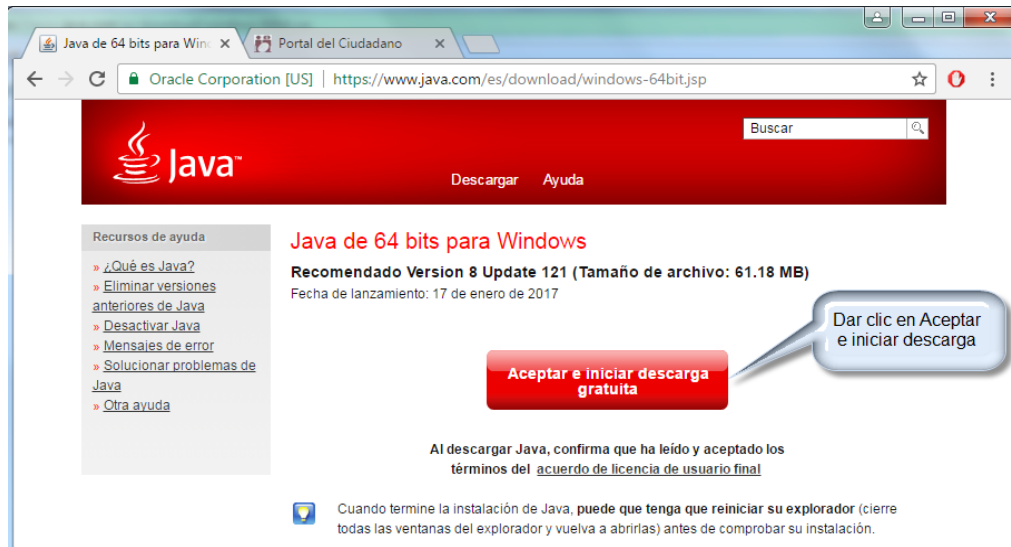 Java de 64 bits para Winc
Portal del Ciudadano
Oracle Corporation [US] | https://www.java.com/es/download/windows-64bit.jsp
Buscar
Java™
Descargar Ayuda
Recursos de ayuda
» ¿Qué es Java?
» Eliminar versiones
anteriores de Java
» Desactivar Java
» Mensajes de error
» Solucionar problemas de
Java
» Otra ayuda
Java de 64 bits para Windows
Recomendado Version 8 Update 121 (Tamaño de archivo: 61.18 MB)
Fecha de lanzamiento: 17 de enero de 2017
Dar clic en Aceptar
e iniciar descarga
Aceptar e iniciar descarga
gratuita
Al descargar Java, confirma que ha leído y aceptado los
términos del acuerdo de licencia de usuario final
Cuando termine la instalación de Java, puede que tenga que reiniciar su explorador (cierre
todas las ventanas del explorador y vuelva a abrirlas) antes de comprobar su instalación.